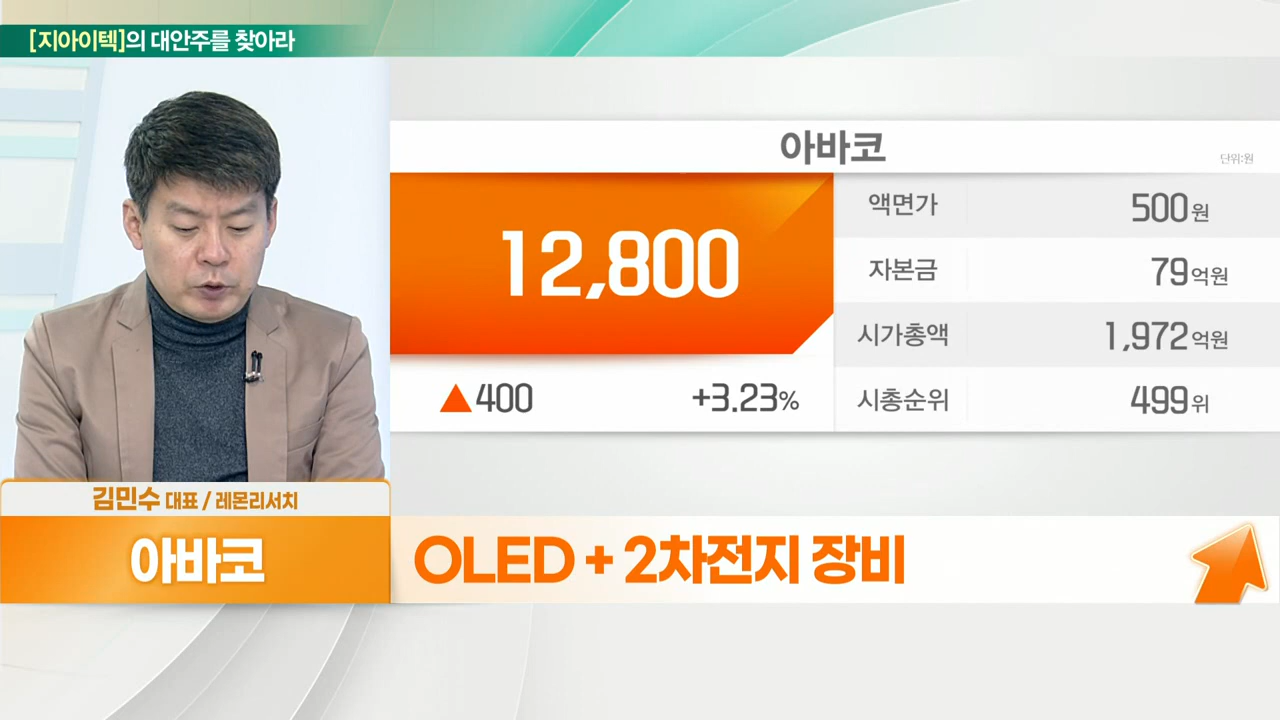 [지아이텍]의 대안주를 찾아라
아바코
단위:원
12,800
▲400 +3.23%
액면가 500원
자본금 79억원
시가총액 1,972억원
시총순위 499위
김민수 대표 / 레몬리서치
아바코
OLED + 2차전지 장비